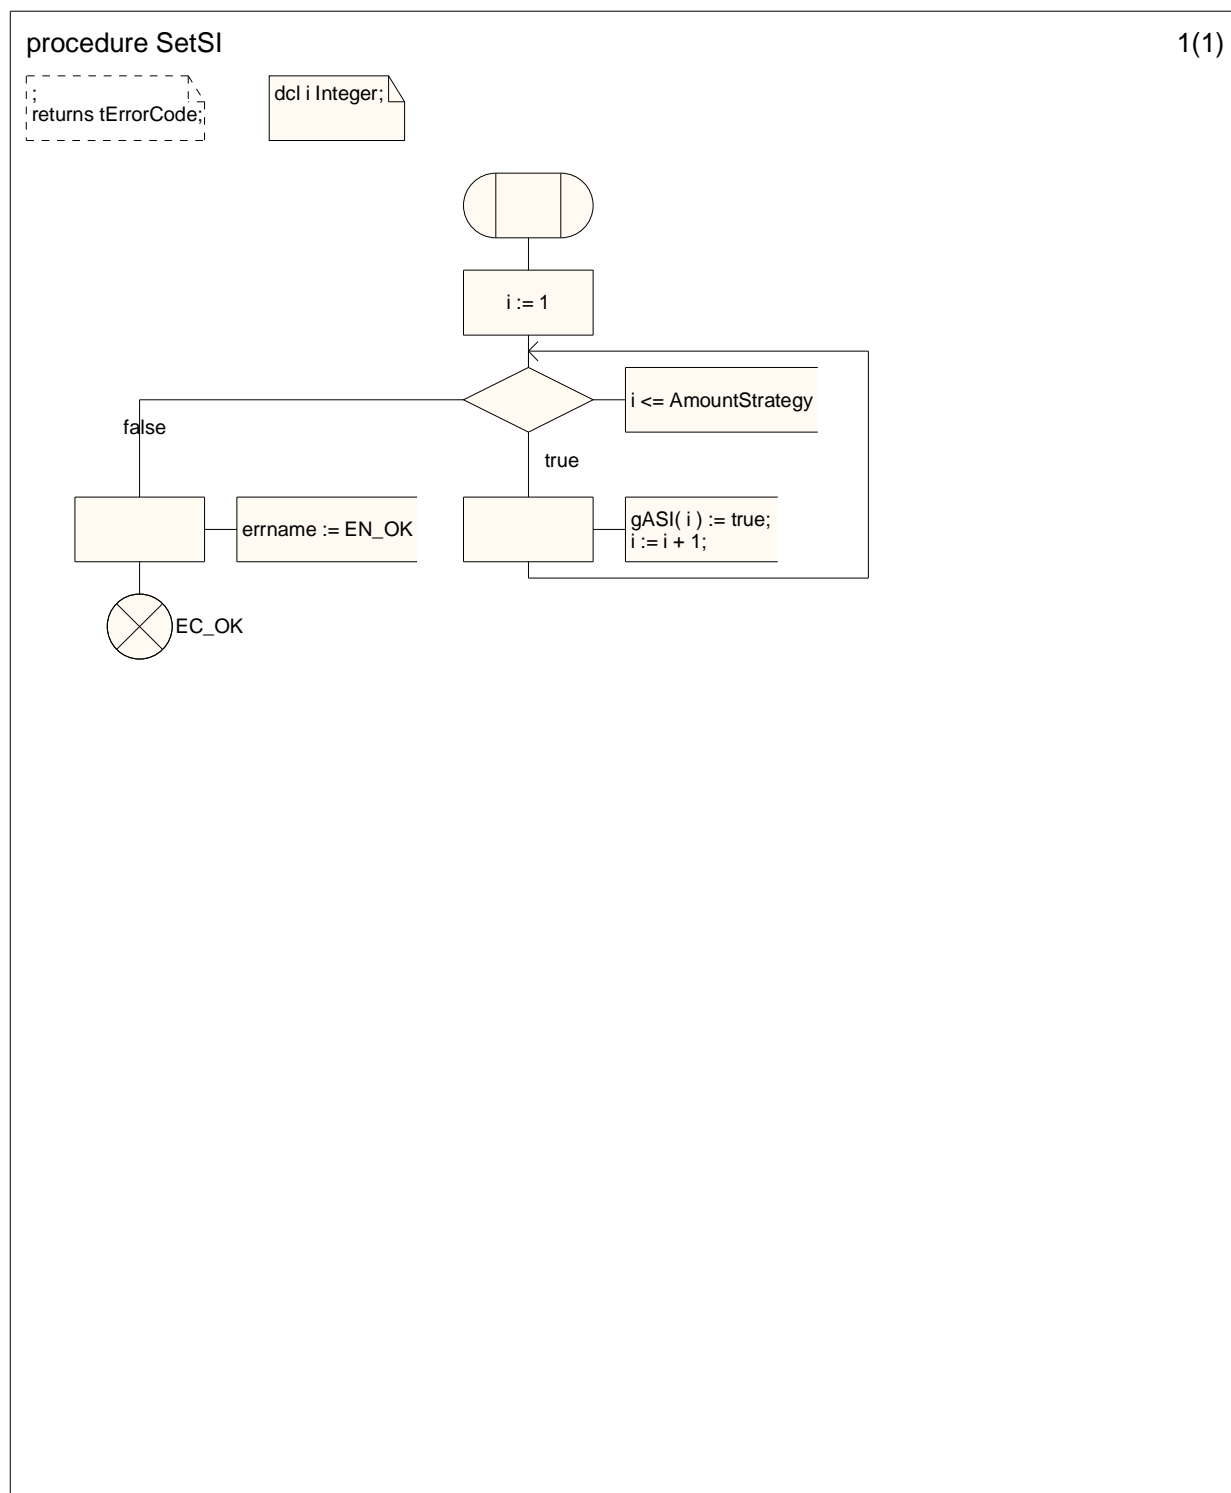 procedure SetSI
1(1)
;
returns tErrorCode;
dcl i Integer;
i := 1
i <= AmountStrategy
false
true
errname := EN_OK
gASI( i ) := true;
i := i + 1;
EC_OK